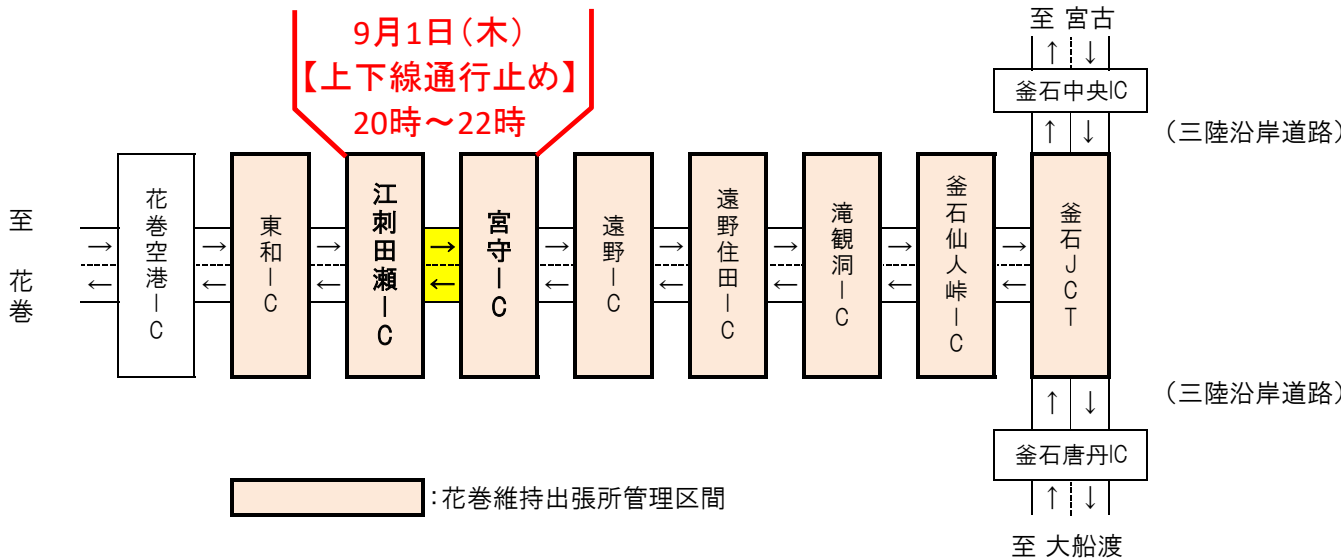 至 宮古
↑ ↓
9月1日(木)
【上下線通行止め】
20時～22時
釜石中央IC
↑ ↓
(三陸沿岸道路)
至 花巻
→
←
花巻空港IC
→
←
東和IC
→
←
江刺田瀬IC
→
←
宮守IC
→
←
遠野IC
→
←
遠野住田IC
→
←
滝観洞IC
→
←
釜石仙人峠IC
→
←
釜石JCT
↑ ↓
(三陸沿岸道路)
釜石唐丹IC
↑ ↓
至 大船渡
:花巻維持出張所管理区間